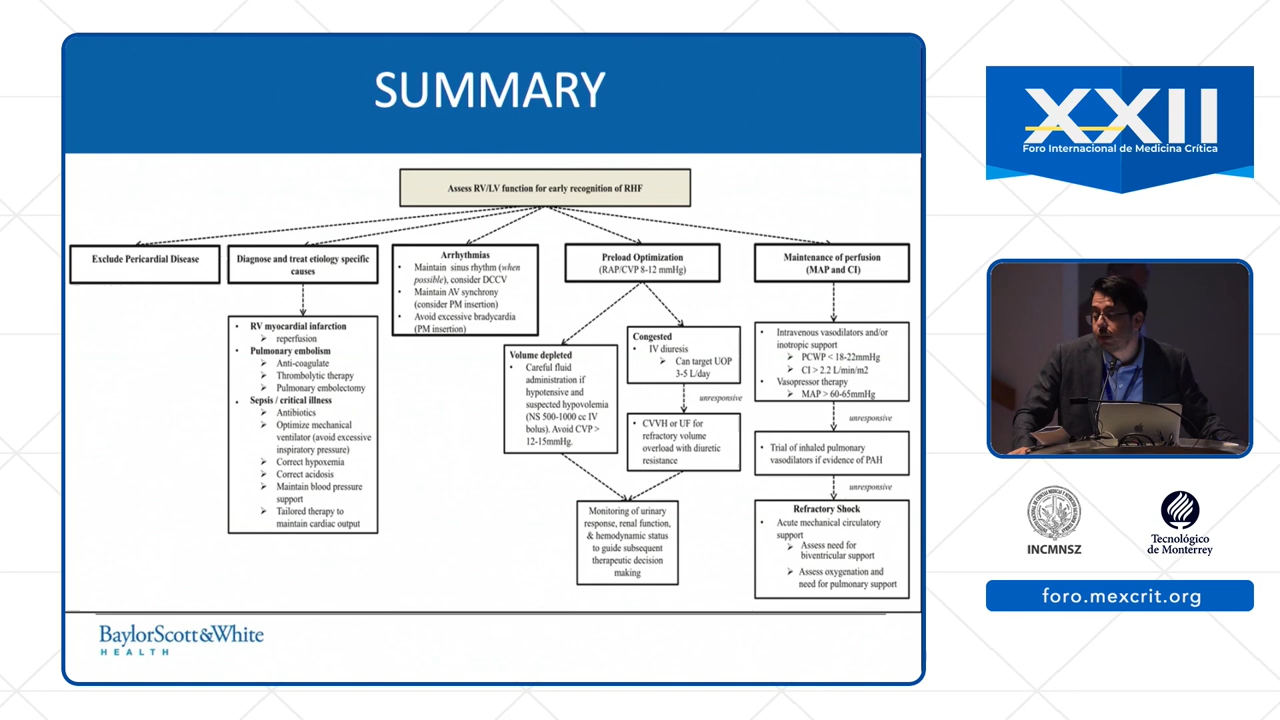 SUMMARY
Assess RV/LV function for early recognition of RHF
Exclude Pericardial Disease
Diagnose and treat etiology specific
causes
• RV myocardial infarction
➢ reperfusion
• Pulmonary embolism
➢ Anti-coagulate
➢ Thrombolytic therapy
➢ Pulmonary embolectomy
• Sepsis / critical illness
➢ Antibiotics
➢ Optimize mechanical
ventilator (avoid excessive
inspiratory pressure)
➢ Correct hypoxemia
➢ Correct acidosis
➢ Maintain blood pressure
support
➢ Tailored therapy to
maintain cardiac output
Arrhythmias
• Maintain sinus rhythm (when
possible), consider DCCV
• Maintain AV synchrony
(consider PM insertion)
• Avoid excessive bradycardia
(PM insertion)
Preload Optimization
(RAP/CVP 8-12 mmHg)
Volume depleted
• Careful fluid
administration if
hypotensive and
suspected hypovolemia
(NS 500-1000 cc IV
bolus). Avoid CVP >
12-15mmHg.
Congested
• IV diuresis
➢ Can target UOP
3-5 L/day
unresponsive
• CVVH or UF for
refractory volume
overload with diuretic
resistance
Monitoring of urinary
response, renal function,
& hemodynamic status
to guide subsequent
therapeutic decision
making
Maintenance of perfusion
(MAP and CI)
• Intravenous vasodilators and/or
inotropic support
➢ PCWP < 18-22mmHg
➢ CI > 2.2 L/min/m2
• Vasopressor therapy
➢ MAP > 60-65mmHg
unresponsive
• Trial of inhaled pulmonary
vasodilators if evidence of PAH
unresponsive
Refractory Shock
• Acute mechanical circulatory
support
➢ Assess need for
biventricular support
➢ Assess oxygenation and
need for pulmonary support
BaylorScott&White
HEALTH
XXII
Foro Internacional de Medicina Crítica
INCMNSZ
Tecnológico
de Monterrey
foro.mexcrit.org